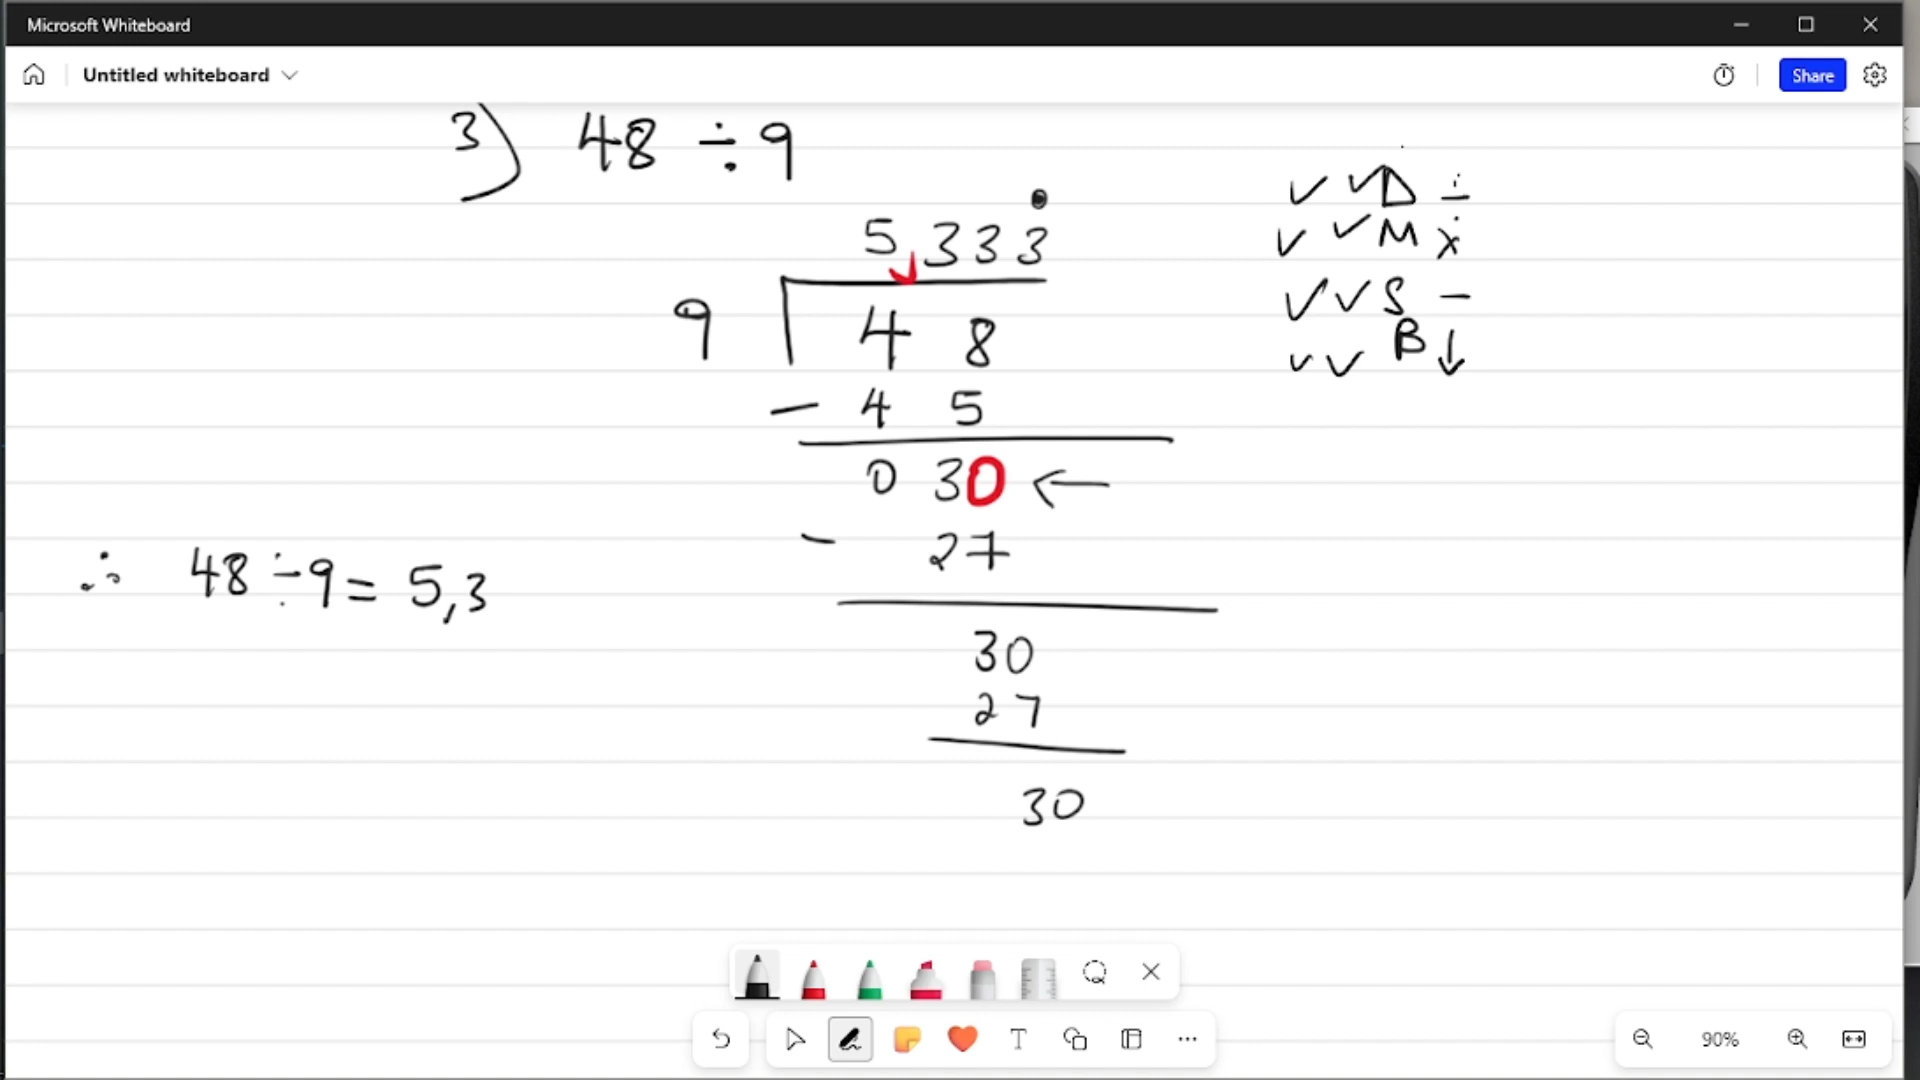 Microsoft Whiteboard
Untitled whiteboard
Share
3) 48 ÷ 9
5,333̇
9 4 8
− 4 5
0 30 ←
− 27
30
27
30
✓ ✓ D ÷
✓ ✓ M ×
✓ ✓ S −
✓ ✓ B ↓
∴ 48 ÷ 9 = 5,3
T
90%